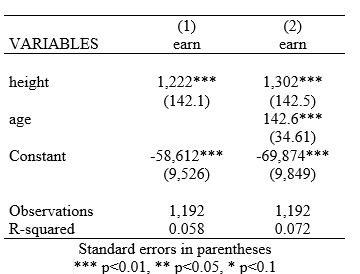 (1) (2)
VARIABLES earn earn
height 1,222*** 1,302***
(142.1) (142.5)
age 142.6***
(34.61)
Constant -58,612*** -69,874***
(9,526) (9,849)
Observations 1,192 1,192
R-squared 0.058 0.072
Standard errors in parentheses
*** p<0.01, ** p<0.05, * p<0.1